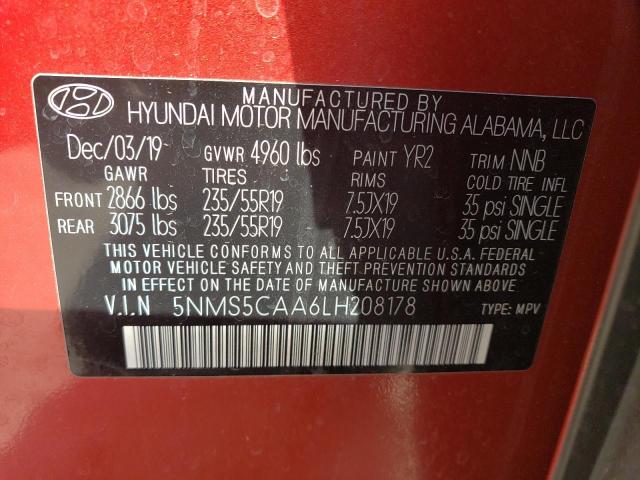 MANUFACTURED BY
HYUNDAI MOTOR MANUFACTURING ALABAMA, LLC
Dec/03/19 GVWR 4960 lbs PAINT YR2 TRIM NNB
GAWR TIRES RIMS COLD TIRE INFL
FRONT 2866 lbs 235/55R19 7.5JX19 35 psi SINGLE
REAR 3075 lbs 235/55R19 7.5JX19 35 psi SINGLE
THIS VEHICLE CONFORMS TO ALL APPLICABLE U.S.A. FEDERAL
MOTOR VEHICLE SAFETY AND THEFT PREVENTION STANDARDS
IN EFFECT ON THE DATE OF MANUFACTURE SHOWN ABOVE
V.I.N 5NMS5CAA6LH208178 TYPE: MPV